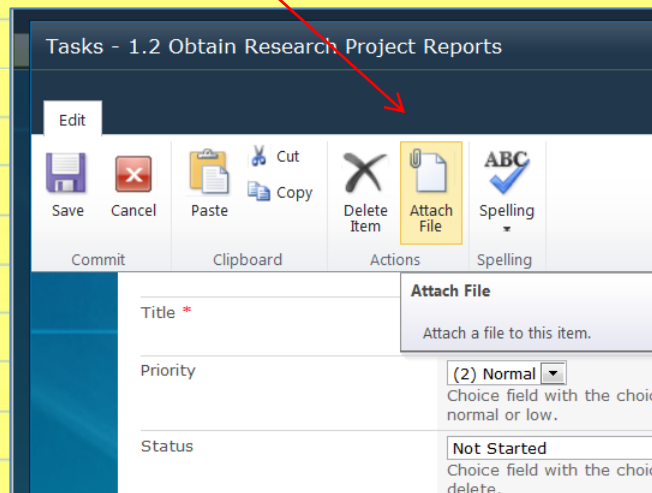 Tasks - 1.2 Obtain Research Project Reports
Edit
Save
Cancel
Paste
Cut
Copy
Delete
Item
Attach
File
ABC
Spelling
Commit
Clipboard
Actions
Spelling
Attach File
Attach a file to this item.
Title *
Priority
(2) Normal
Choice field with the
normal or low.
Status
Not Started
Choice field with the
delete.